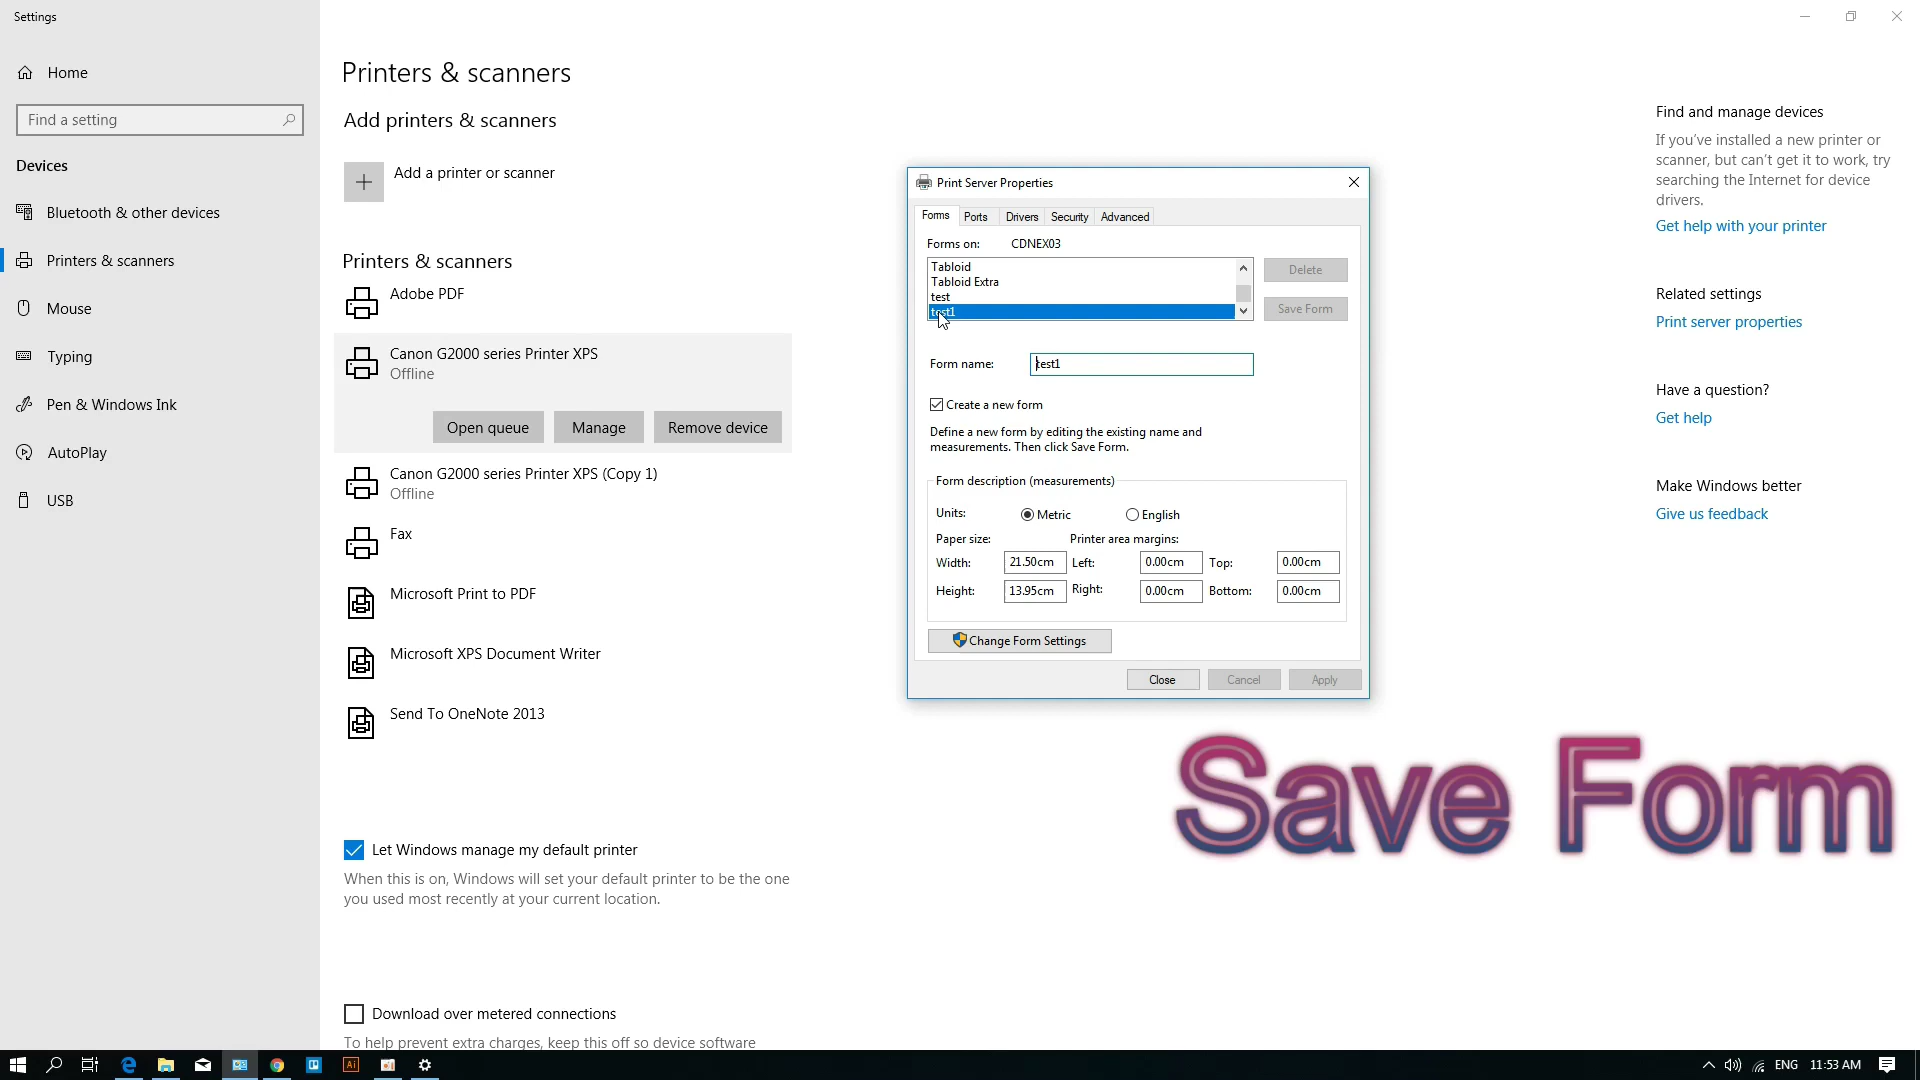 Settings
Home
Find a setting
Devices
Bluetooth & other devices
Printers & scanners
Mouse
Typing
Pen & Windows Ink
AutoPlay
USB
Printers & scanners
Add printers & scanners
Add a printer or scanner
Printers & scanners
Adobe PDF
Canon G2000 series Printer XPS
Offline
Open queue
Manage
Remove device
Canon G2000 series Printer XPS (Copy 1)
Offline
Fax
Microsoft Print to PDF
Microsoft XPS Document Writer
Send To OneNote 2013
Let Windows manage my default printer
When this is on, Windows will set your default printer to be the one
you used most recently at your current location.
Download over metered connections
To help prevent extra charges, keep this off so device software
Print Server Properties
Forms Ports Drivers Security Advanced
Forms on: CDNEX03
Tabloid
Tabloid Extra
test
test1
Delete
Save Form
Form name: test1
Create a new form
Define a new form by editing the existing name and
measurements. Then click Save Form.
Form description (measurements)
Units: Metric English
Paper size: Printer area margins:
Width: 21.50cm Left: 0.00cm Top: 0.00cm
Height: 13.95cm Right: 0.00cm Bottom: 0.00cm
Change Form Settings
Close Cancel Apply
Find and manage devices
If you've installed a new printer or
scanner, but can't get it to work, try
searching the Internet for device
drivers.
Get help with your printer
Related settings
Print server properties
Have a question?
Get help
Make Windows better
Give us feedback
Save Form
Ai
ENG 11:53 AM